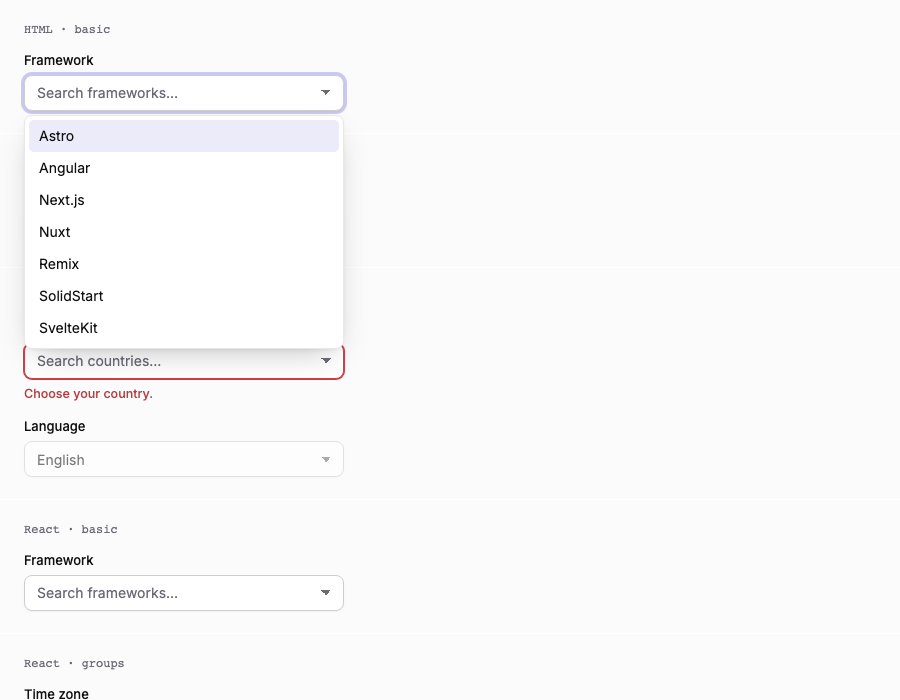 HTML · basic
Framework
Search frameworks...
Astro
Angular
Next.js
Nuxt
Remix
SolidStart
SvelteKit
Search countries...
Choose your country.
Language
English
React · basic
Framework
Search frameworks...
React · groups
Time zone